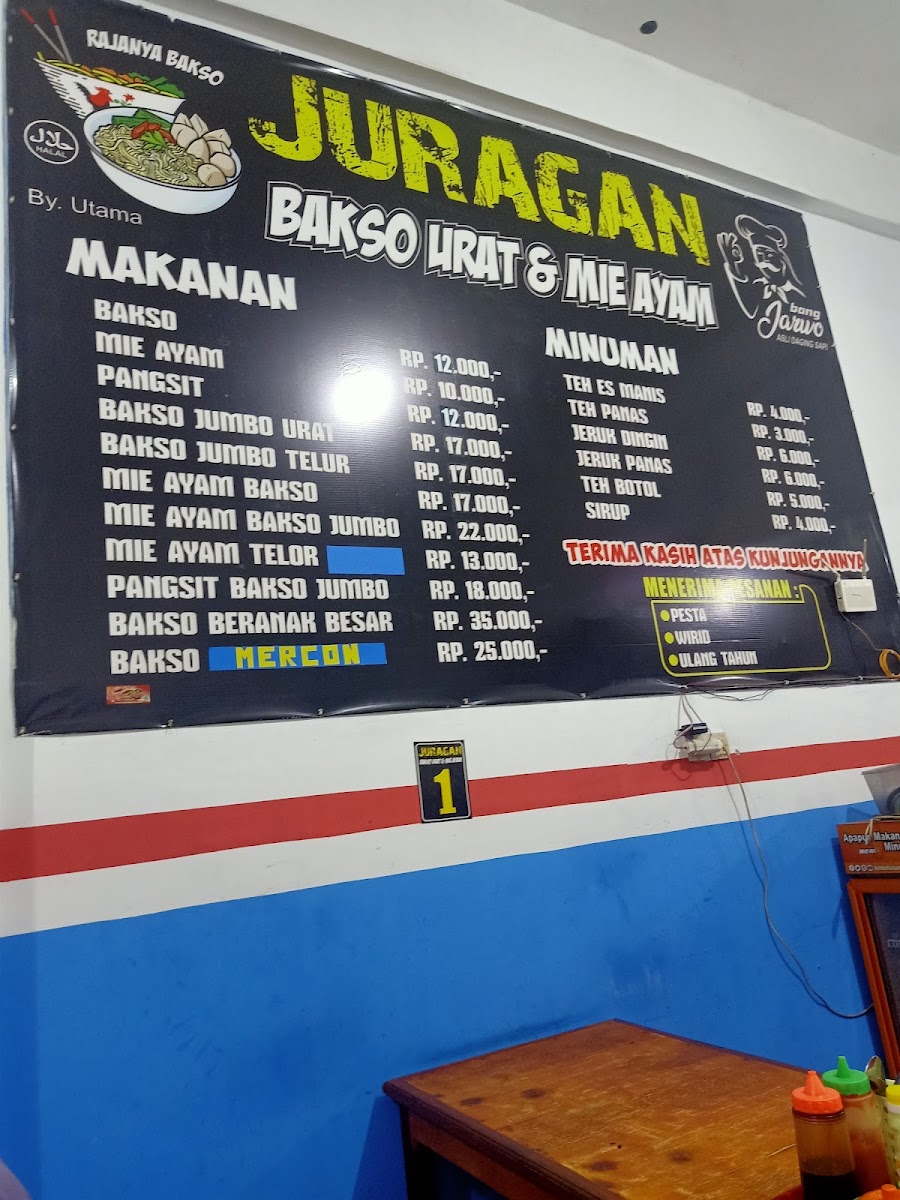 RAJANYA BAKSO
حلال
HALAL
By. Utama
JURAGAN
BAKSO URAT & MIE AYAM
bang
Jarwo
ASLI DAGING SAPI
MAKANAN
BAKSO RP. 12.000,-
MIE AYAM RP. 10.000,-
PANGSIT RP. 12.000,-
BAKSO JUMBO URAT RP. 17.000,-
BAKSO JUMBO TELUR RP. 17.000,-
MIE AYAM BAKSO RP. 17.000,-
MIE AYAM BAKSO JUMBO RP. 22.000,-
MIE AYAM TELOR RP. 13.000,-
PANGSIT BAKSO JUMBO RP. 18.000,-
BAKSO BERANAK BESAR RP. 35.000,-
BAKSO MERCON RP. 25.000,-
MINUMAN
TEH ES MANIS RP. 4.000,-
TEH PANAS RP. 3.000,-
JERUK DINGIN RP. 6.000,-
JERUK PANAS RP. 6.000,-
TEH BOTOL RP. 5.000,-
SIRUP RP. 4.000,-
TERIMA KASIH ATAS KUNJUNGANNYA
MENERIMA PESANAN :
PESTA
WIRID
ULANG TAHUN
JURAGAN
BAKSO URAT & MIE AYAM
1